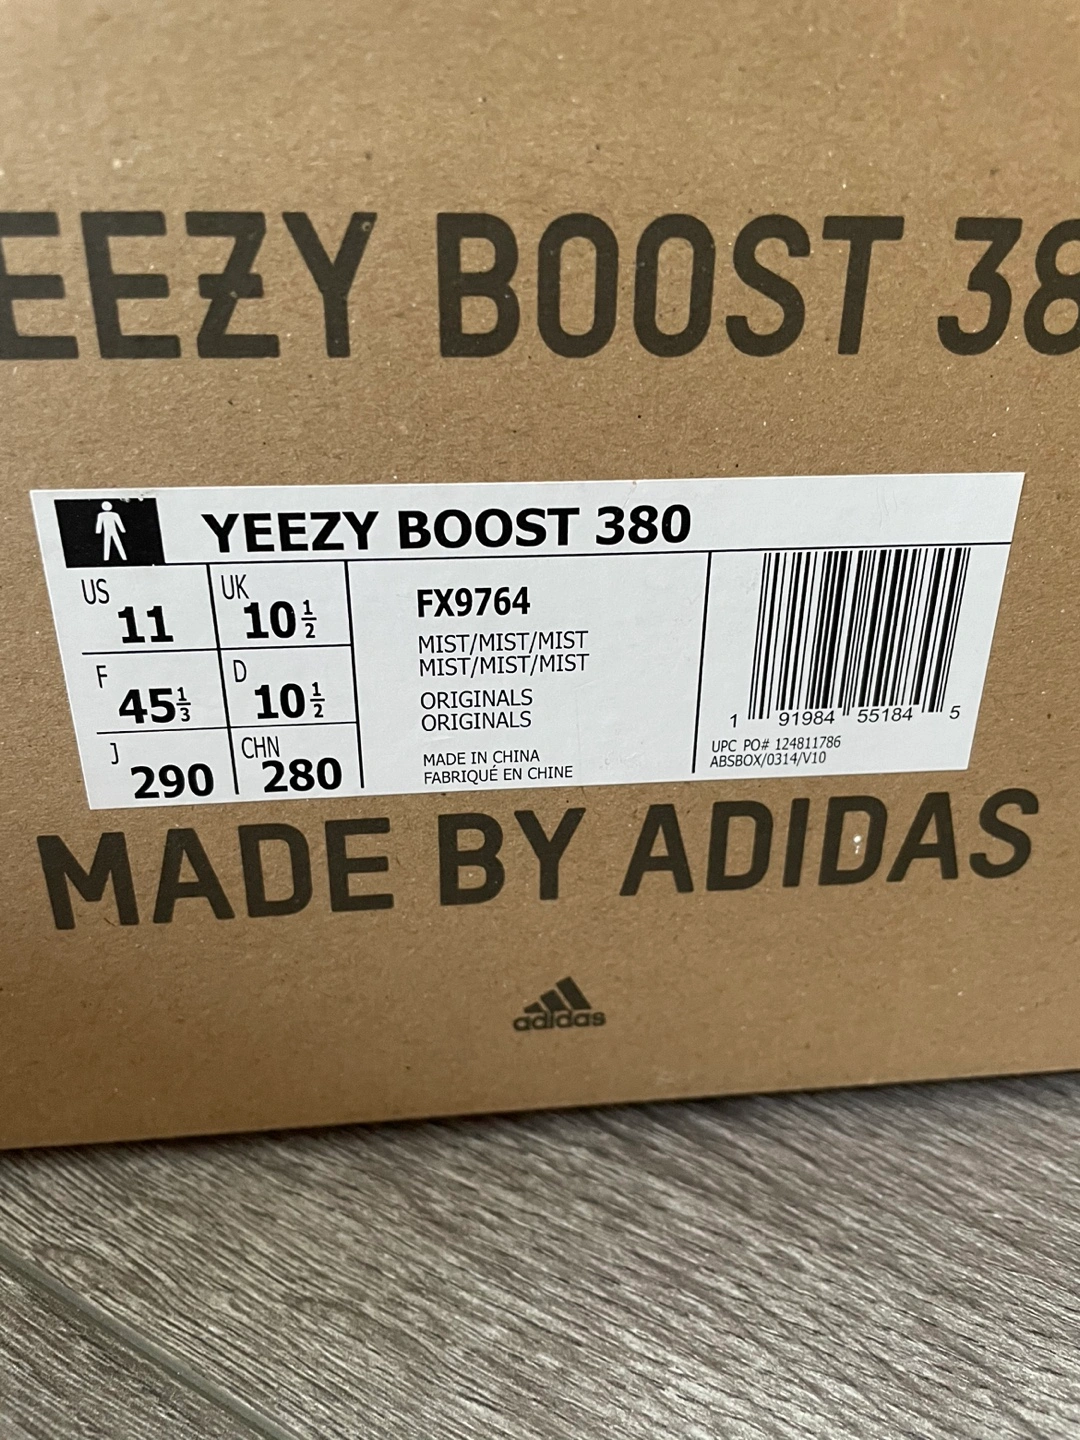 EEZY BOOST 38
YEEZY BOOST 380
US 11 UK 10 1/2
F 45 1/3 D 10 1/2
J 290 CHN 280
FX9764
MIST/MIST/MIST
MIST/MIST/MIST
ORIGINALS
ORIGINALS
MADE IN CHINA
FABRIQUÉ EN CHINE
1 91984 55184 5
UPC PO# 124811786
ABSBOX/0314/V10
MADE BY ADIDAS
adidas